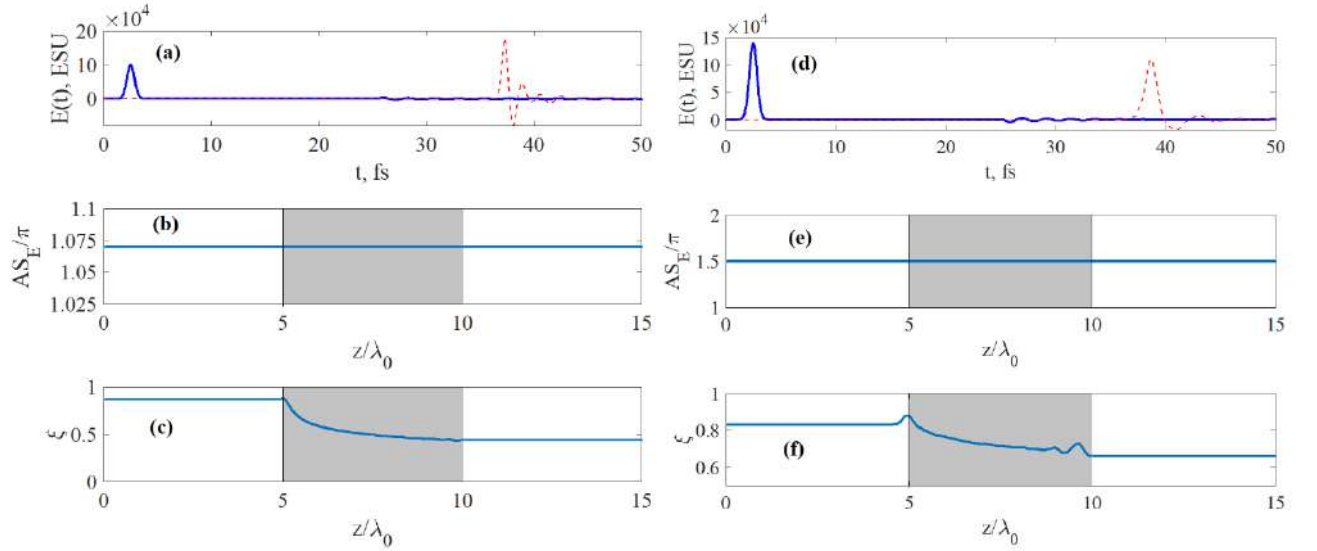 ×10⁴
20
10
0
E(t), ESU
(a)
0 10 20 30 40 50
t, fs
1.1
1.075
1.05
1.025
AS_E/π
(b)
0 5 10 15
z/λ₀
1
0.5
0
ξ
(c)
0 5 10 15
z/λ₀
×10⁴
15
10
5
0
E(t), ESU
(d)
0 10 20 30 40 50
t, fs
2
1.5
1
AS_E/π
(e)
0 5 10 15
z/λ₀
1
0.8
0.6
ξ
(f)
0 5 10 15
z/λ₀